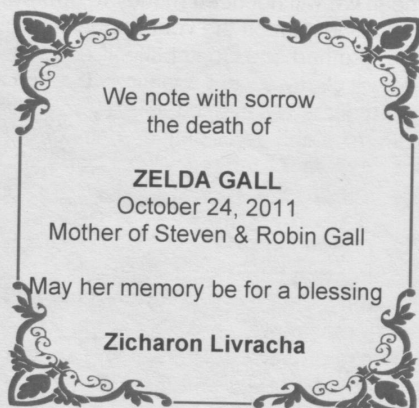 We note with sorrow
the death of
ZELDA GALL
October 24, 2011
Mother of Steven & Robin Gall
May her memory be for a blessing
Zicharon Livracha